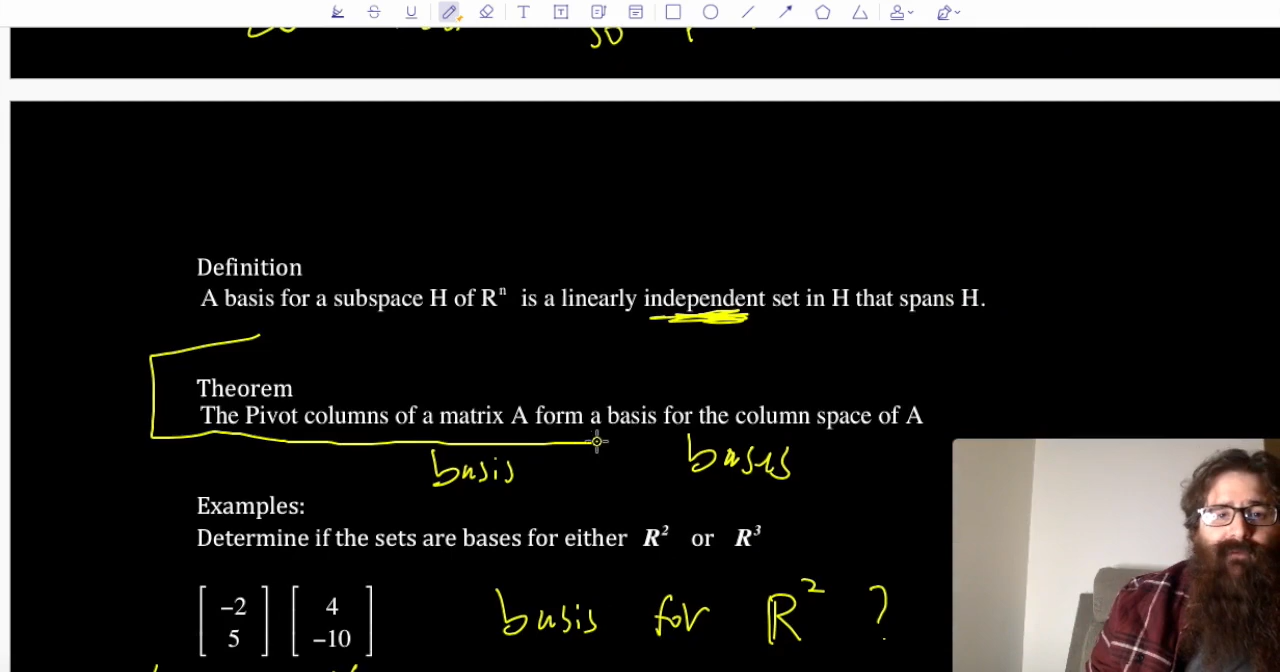 Definition
A basis for a subspace H of Rⁿ is a linearly independent set in H that spans H.
Theorem
The Pivot columns of a matrix A form a basis for the column space of A
basis bases
Examples:
Determine if the sets are bases for either R² or R³
[-2 5] [4 -10] basis for ℝ² ?